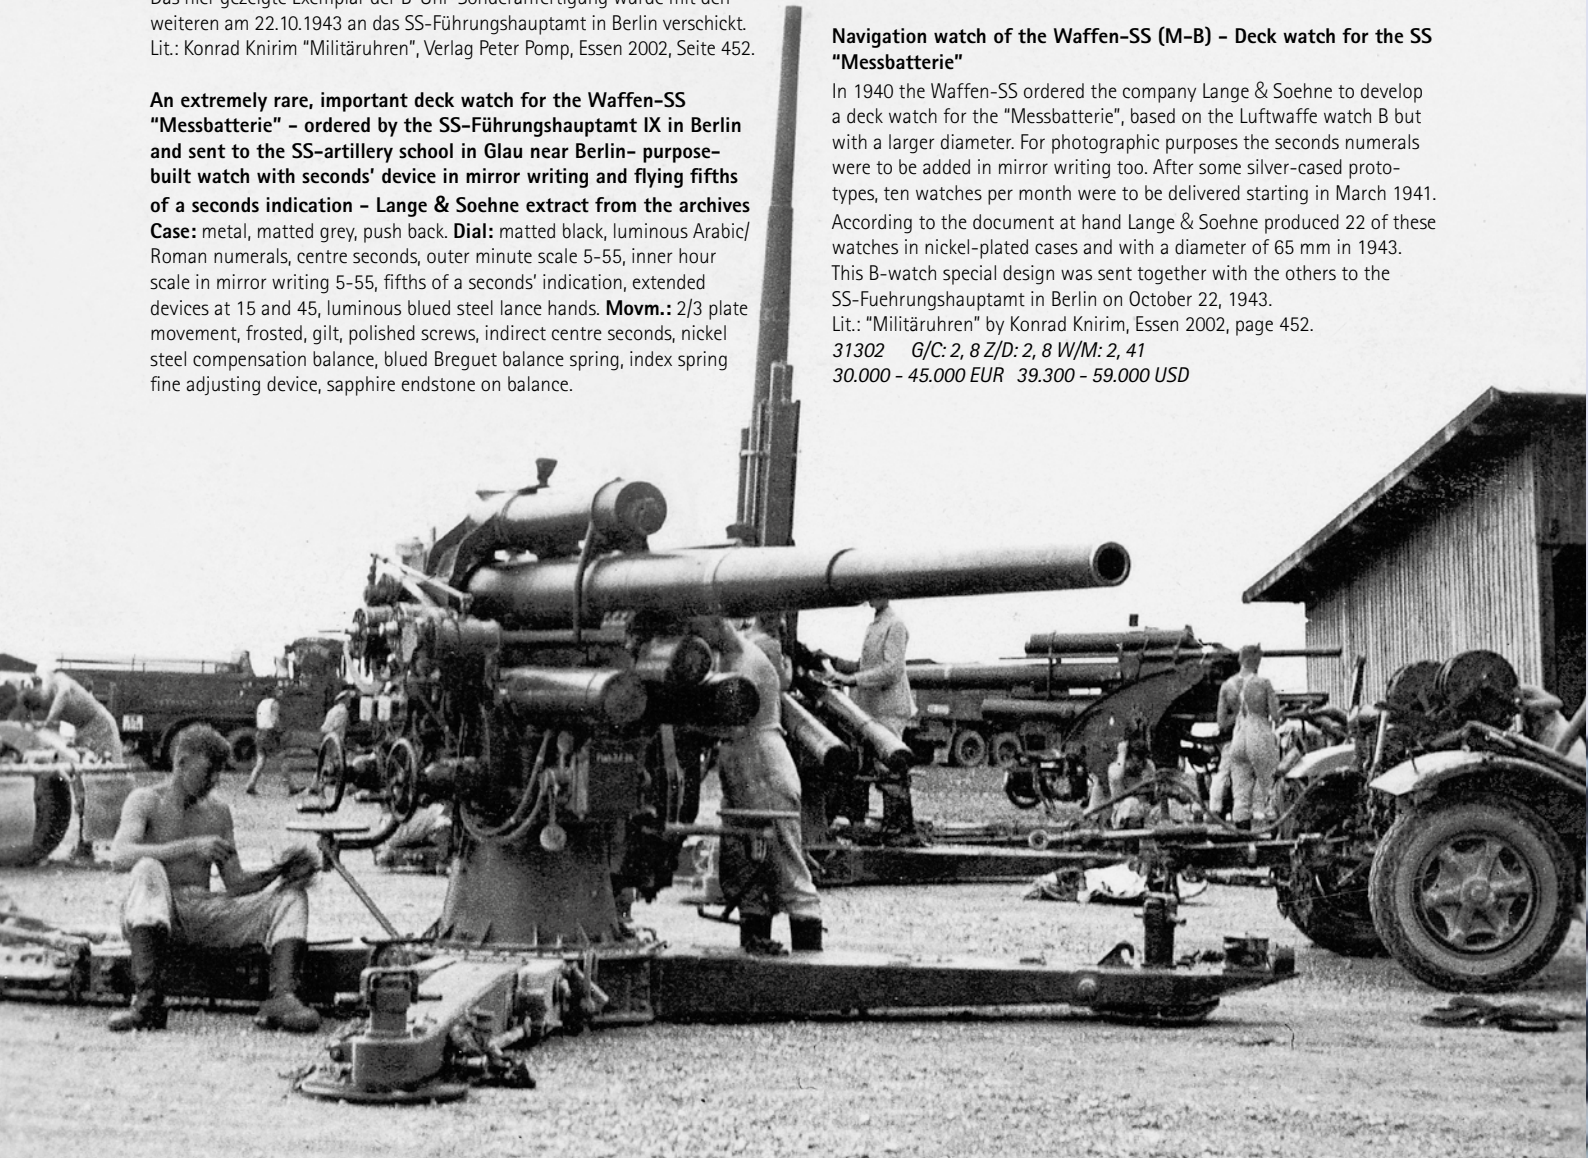 Das hier gezeigte Exemplar der B-Uhr Sonderanfertigung wurde mit den
weiteren am 22.10.1943 an das SS-Führungshauptamt in Berlin verschickt.
Lit.: Konrad Knirim "Militäruhren", Verlag Peter Pomp, Essen 2002, Seite 452.
An extremely rare, important deck watch for the Waffen-SS
"Messbatterie" - ordered by the SS-Führungshauptamt IX in Berlin
and sent to the SS-artillery school in Glau near Berlin- purpose-
built watch with seconds' device in mirror writing and flying fifths
of a seconds indication - Lange & Soehne extract from the archives
Case: metal, matted grey, push back. Dial: matted black, luminous Arabic/
Roman numerals, centre seconds, outer minute scale 5-55, inner hour
scale in mirror writing 5-55, fifths of a seconds' indication, extended
devices at 15 and 45, luminous blued steel lance hands. Movm.: 2/3 plate
movement, frosted, gilt, polished screws, indirect centre seconds, nickel
steel compensation balance, blued Breguet balance spring, index spring
fine adjusting device, sapphire endstone on balance.
Navigation watch of the Waffen-SS (M-B) - Deck watch for the SS
"Messbatterie"
In 1940 the Waffen-SS ordered the company Lange & Soehne to develop
a deck watch for the "Messbatterie", based on the Luftwaffe watch B but
with a larger diameter. For photographic purposes the seconds numerals
were to be added in mirror writing too. After some silver-cased proto-
types, ten watches per month were to be delivered starting in March 1941.
According to the document at hand Lange & Soehne produced 22 of these
watches in nickel-plated cases and with a diameter of 65 mm in 1943.
This B-watch special design was sent together with the others to the
SS-Fuehrungshauptamt in Berlin on October 22, 1943.
Lit.: "Militäruhren" by Konrad Knirim, Essen 2002, page 452.
31302 G/C: 2, 8 Z/D: 2, 8 W/M: 2, 41
30.000 - 45.000 EUR 39.300 - 59.000 USD